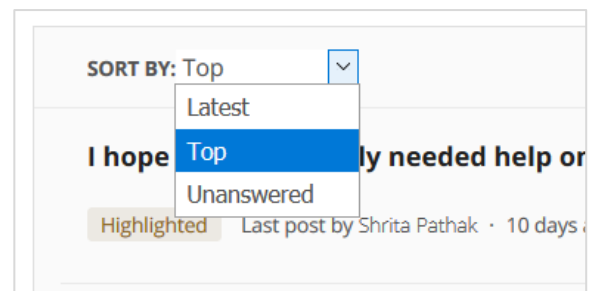 SORT BY: Top
Latest
I hope Top ly needed help or
Unanswered
Highlighted Last post by Shrita Pathak · 10 days